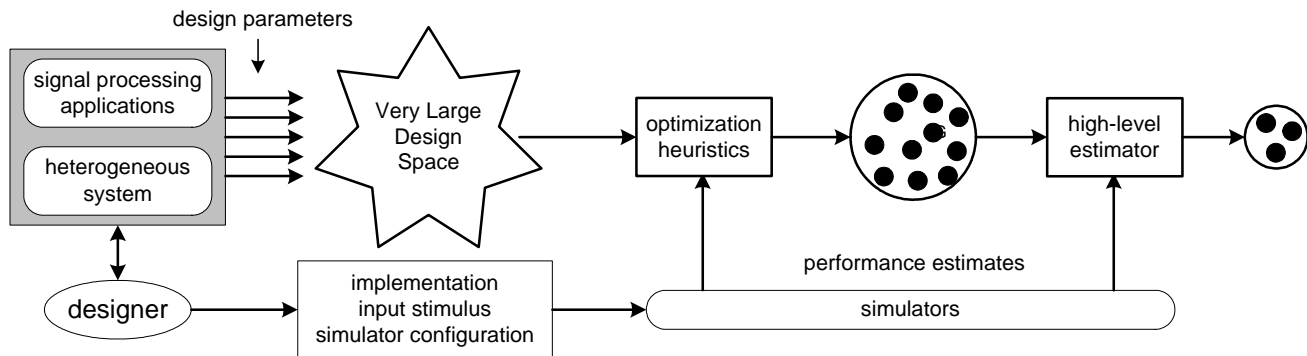 design parameters
signal processing
applications
heterogeneous
system
Very Large
Design
Space
optimization
heuristics
G
high-level
estimator
designer
implementation
input stimulus
simulator configuration
performance estimates
simulators